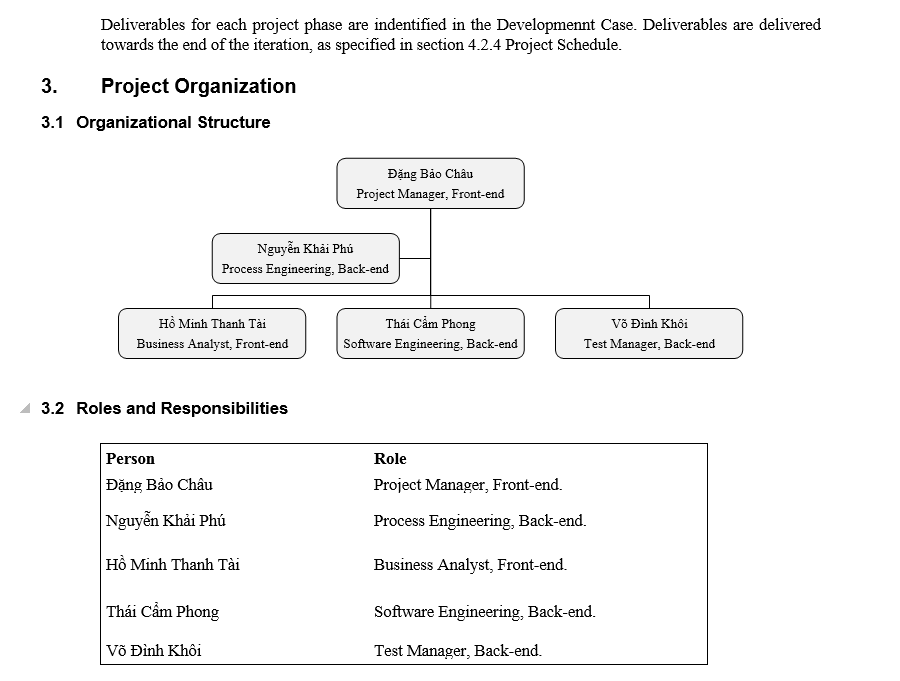 Deliverables for each project phase are indentified in the Developmennt Case. Deliverables are delivered
towards the end of the iteration, as specified in section 4.2.4 Project Schedule.
3. Project Organization
3.1 Organizational Structure
Đặng Bảo Châu
Project Manager, Front-end
Nguyễn Khải Phú
Process Engineering, Back-end
Hồ Minh Thanh Tài
Business Analyst, Front-end
Thái Cẩm Phong
Software Engineering, Back-end
Võ Đình Khôi
Test Manager, Back-end
3.2 Roles and Responsibilities
Person Role
Đặng Bảo Châu Project Manager, Front-end.
Nguyễn Khải Phú Process Engineering, Back-end.
Hồ Minh Thanh Tài Business Analyst, Front-end.
Thái Cẩm Phong Software Engineering, Back-end.
Võ Đình Khôi Test Manager, Back-end.